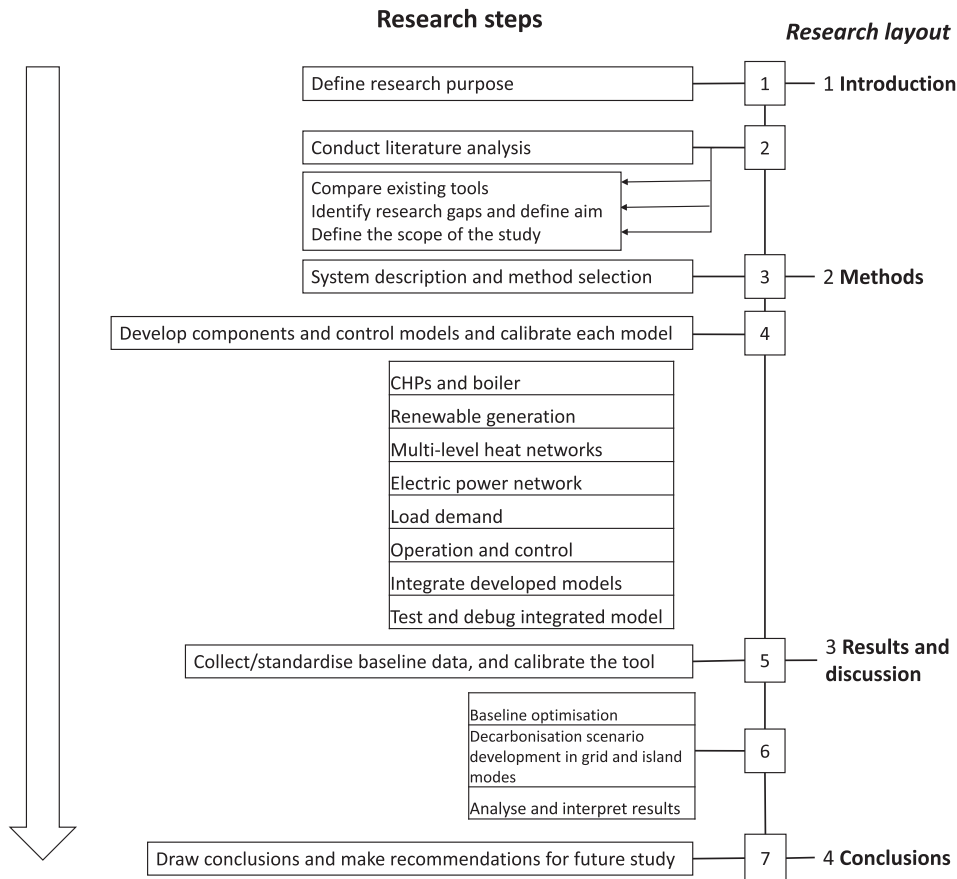 Research steps
Research layout
Define research purpose
1
1 Introduction
Conduct literature analysis
2
Compare existing tools
Identify research gaps and define aim
Define the scope of the study
System description and method selection
3
2 Methods
Develop components and control models and calibrate each model
4
CHPs and boiler
Renewable generation
Multi-level heat networks
Electric power network
Load demand
Operation and control
Integrate developed models
Test and debug integrated model
Collect/standardise baseline data, and calibrate the tool
5
3 Results and
discussion
Baseline optimisation
Decarbonisation scenario
development in grid and island
modes
Analyse and interpret results
6
Draw conclusions and make recommendations for future study
7
4 Conclusions